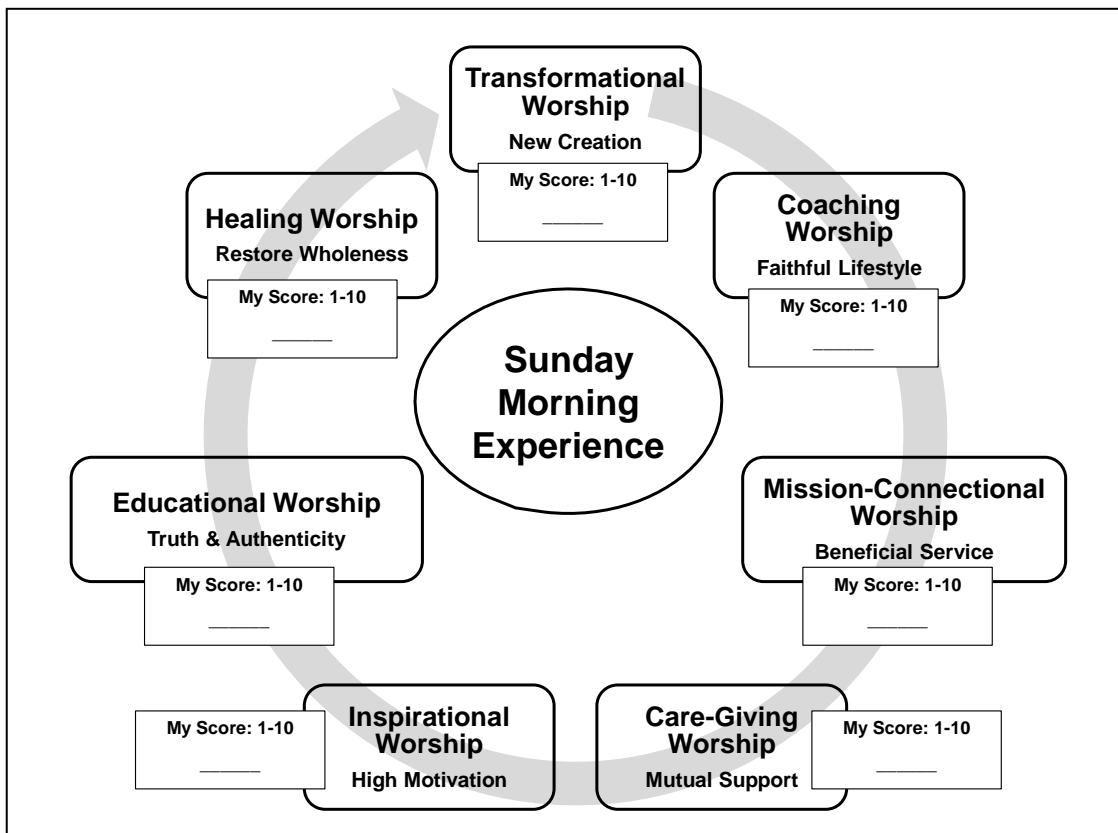 Transformational
Worship
New Creation
My Score: 1-10
______
Coaching
Worship
Faithful Lifestyle
My Score: 1-10
______
Mission-Connectional
Worship
Beneficial Service
My Score: 1-10
______
Care-Giving
Worship
Mutual Support
My Score: 1-10
______
Inspirational
Worship
High Motivation
My Score: 1-10
______
Educational Worship
Truth & Authenticity
My Score: 1-10
______
Healing Worship
Restore Wholeness
My Score: 1-10
______
Sunday
Morning
Experience